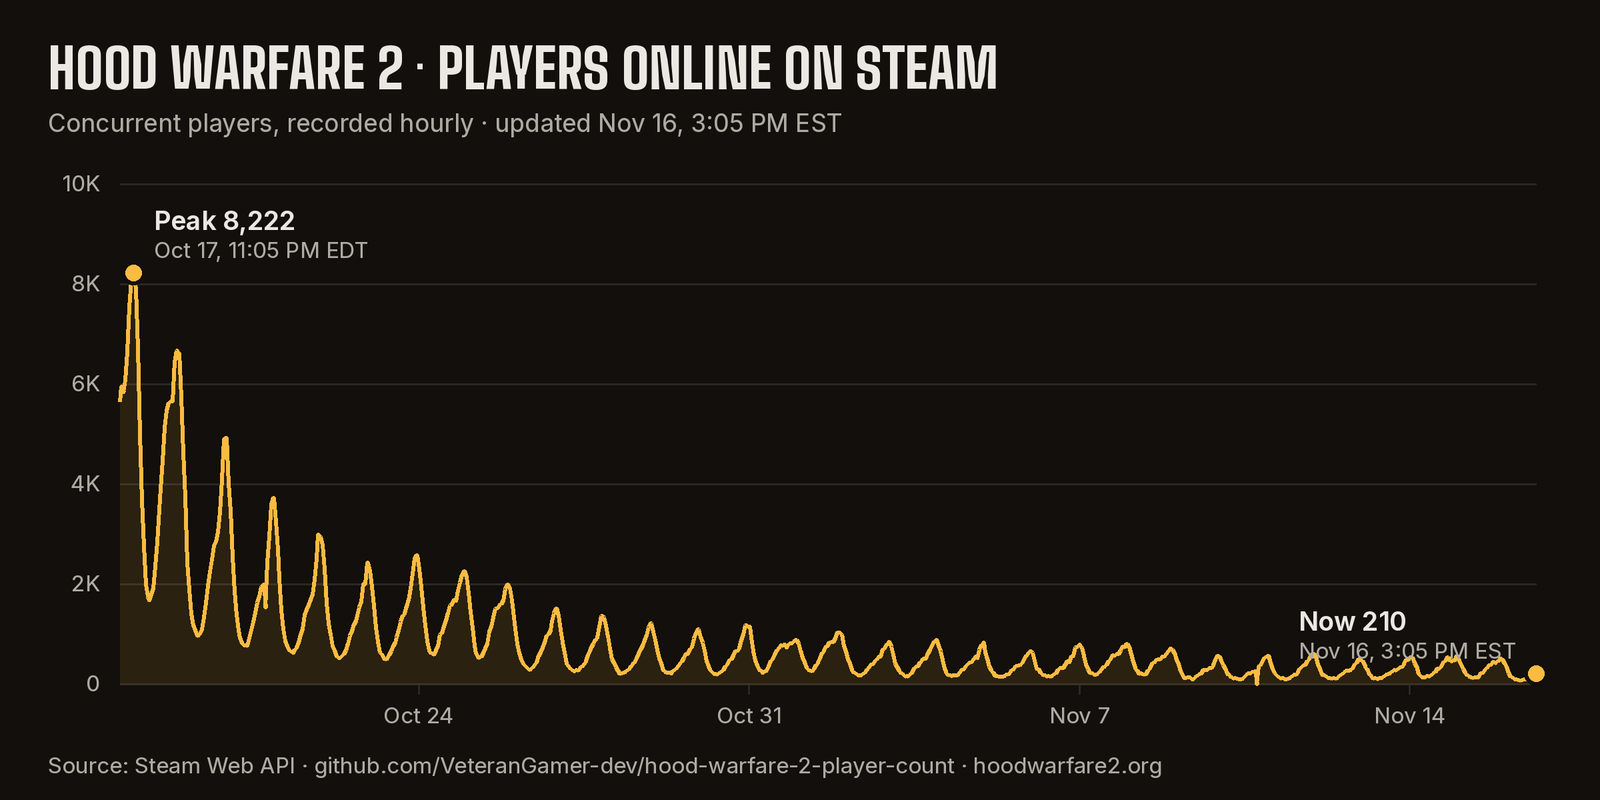 HOOD WARFARE 2 · PLAYERS ONLINE ON STEAM
Concurrent players, recorded hourly · updated Nov 16, 3:05 PM EST
10K
Peak 8,222
Oct 17, 11:05 PM EDT
8K
6K
4K
2K
Now 210
Nov 16, 3:05 PM EST
0
Oct 24 Oct 31 Nov 7 Nov 14
Source: Steam Web API · github.com/VeteranGamer-dev/hood-warfare-2-player-count · hoodwarfare2.org